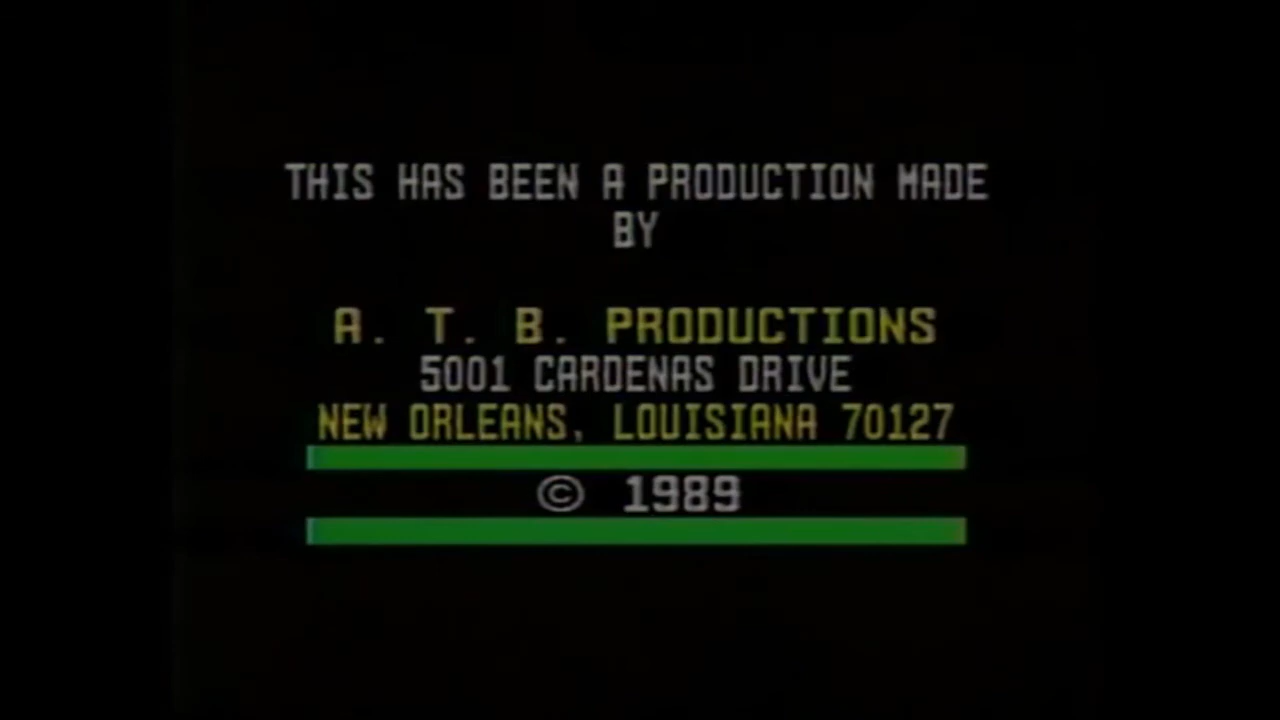 THIS HAS BEEN A PRODUCTION MADE
BY
A. T. B. PRODUCTIONS
5001 CARDENAS DRIVE
NEW ORLEANS, LOUISIANA 70127
© 1989